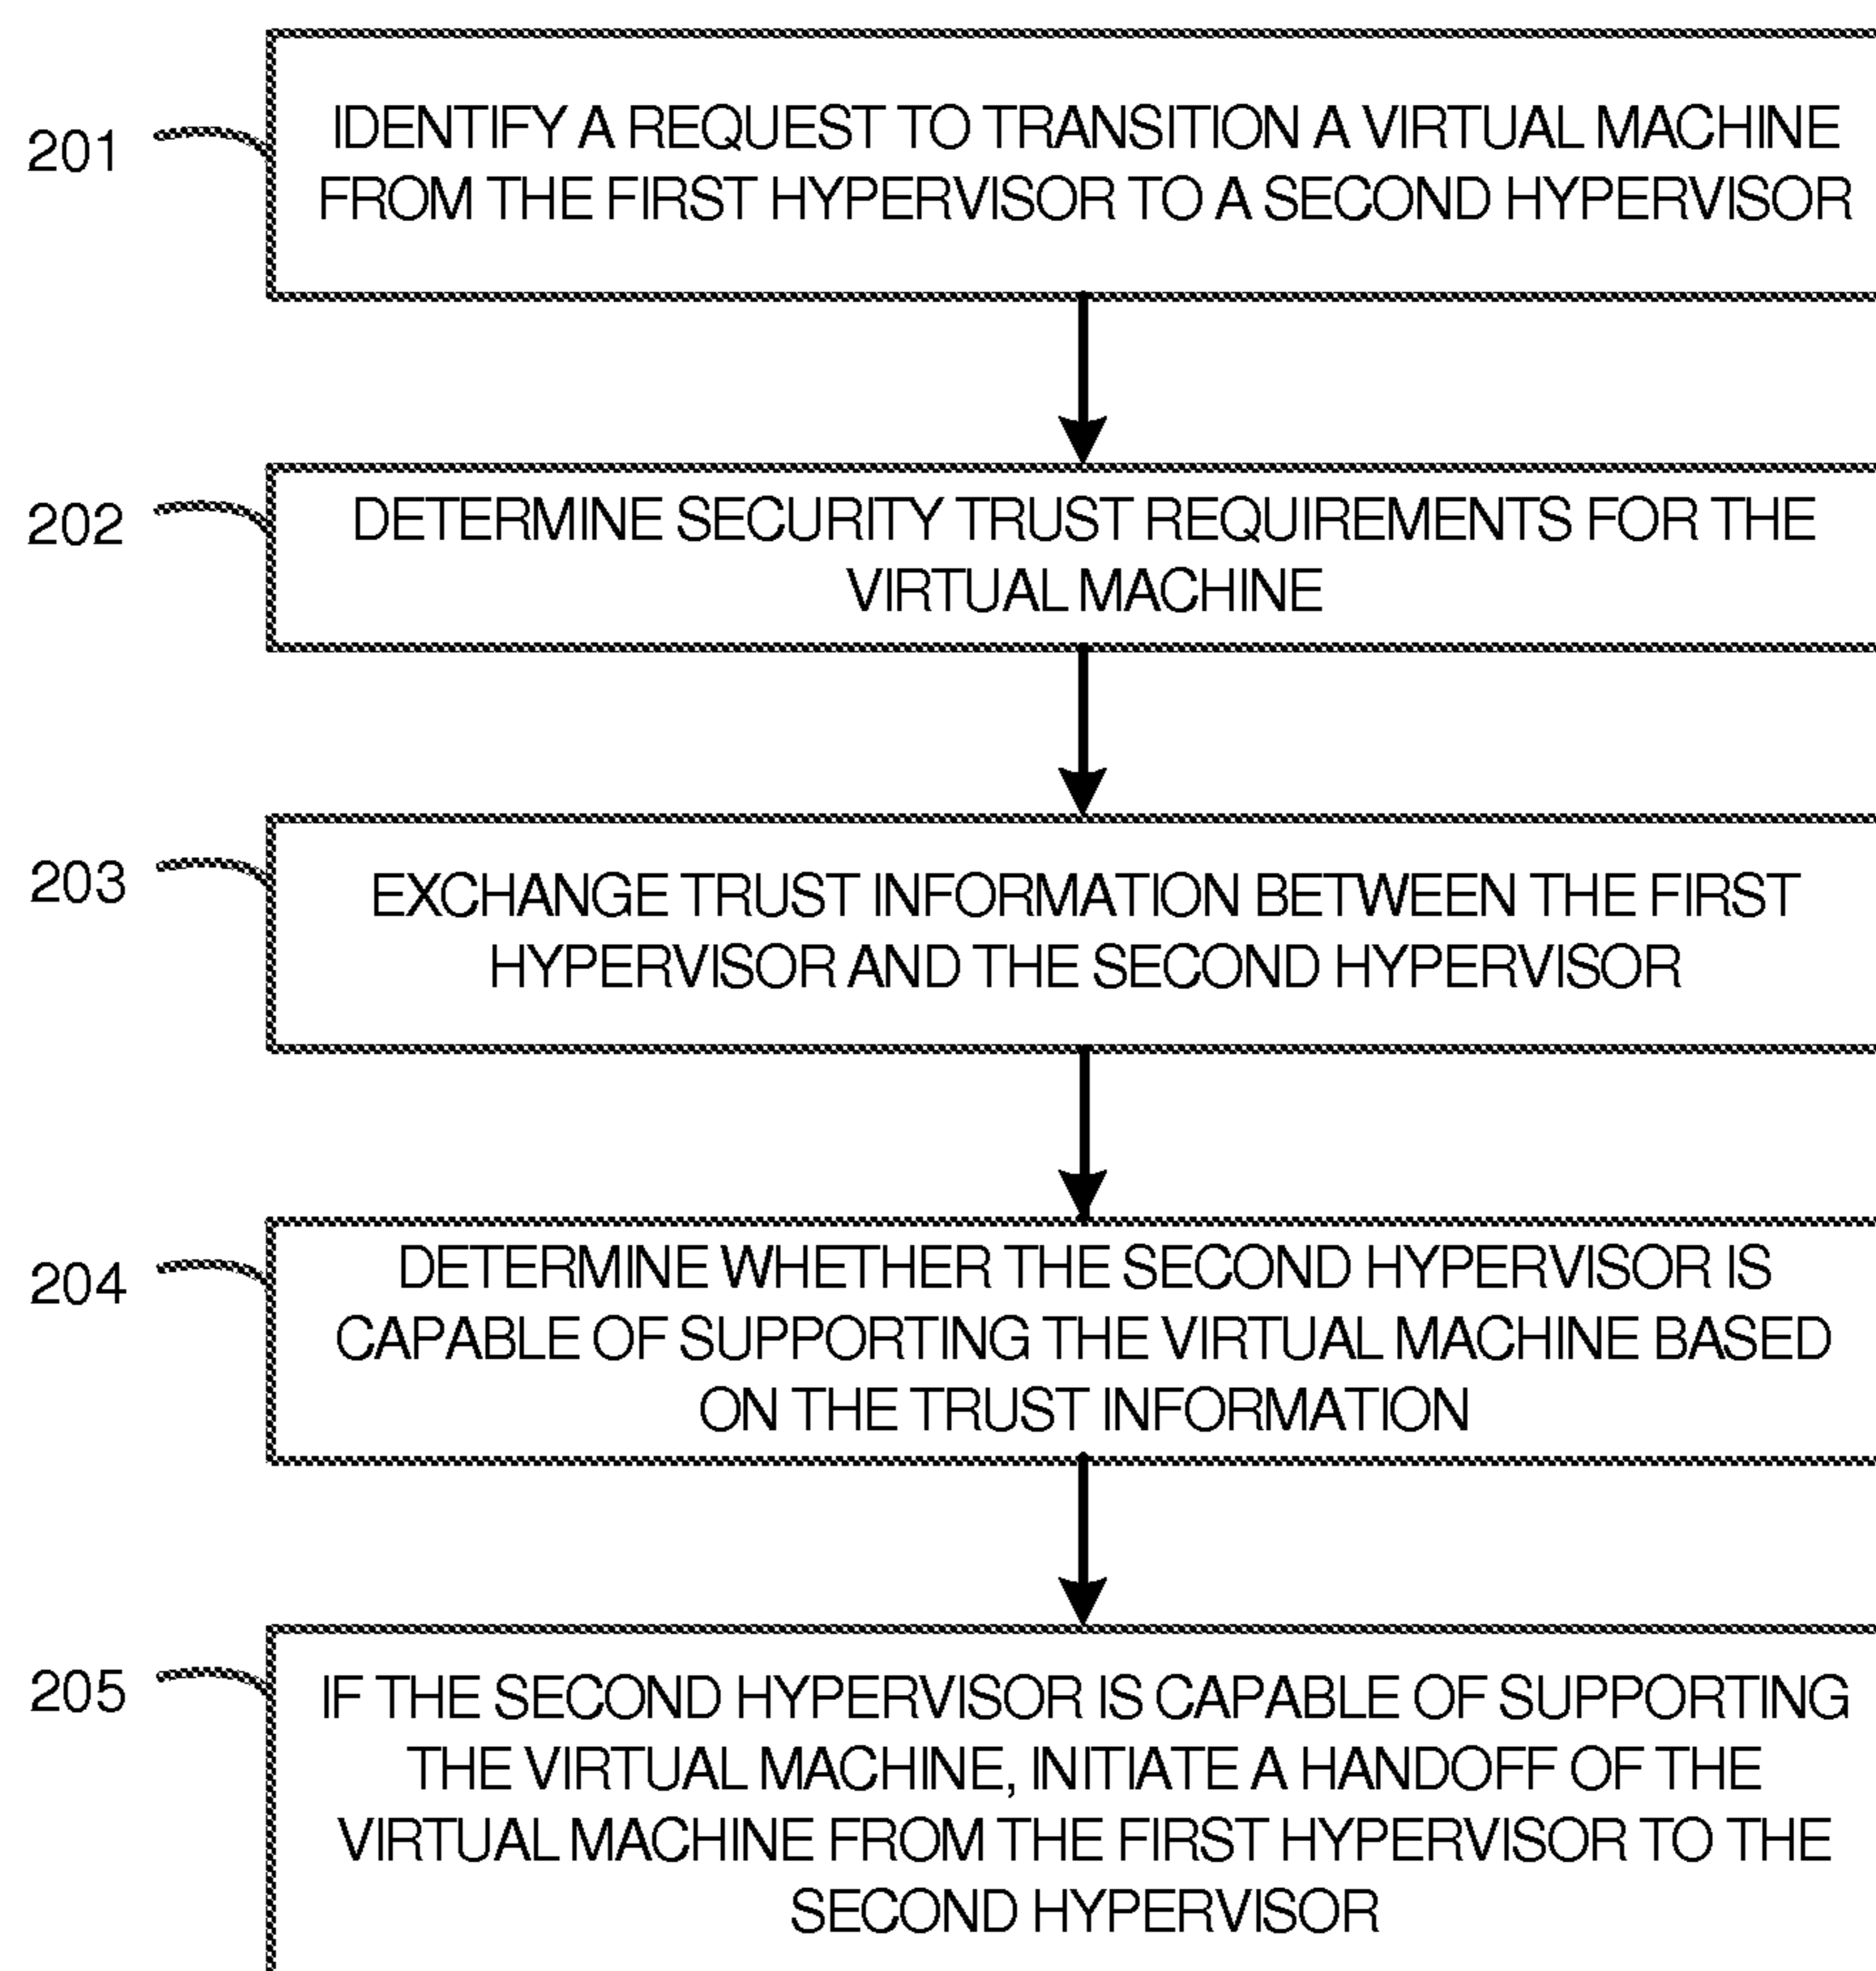 201
IDENTIFY A REQUEST TO TRANSITION A VIRTUAL MACHINE
FROM THE FIRST HYPERVISOR TO A SECOND HYPERVISOR
202
DETERMINE SECURITY TRUST REQUIREMENTS FOR THE
VIRTUAL MACHINE
203
EXCHANGE TRUST INFORMATION BETWEEN THE FIRST
HYPERVISOR AND THE SECOND HYPERVISOR
204
DETERMINE WHETHER THE SECOND HYPERVISOR IS
CAPABLE OF SUPPORTING THE VIRTUAL MACHINE BASED
ON THE TRUST INFORMATION
205
IF THE SECOND HYPERVISOR IS CAPABLE OF SUPPORTING
THE VIRTUAL MACHINE, INITIATE A HANDOFF OF THE
VIRTUAL MACHINE FROM THE FIRST HYPERVISOR TO THE
SECOND HYPERVISOR